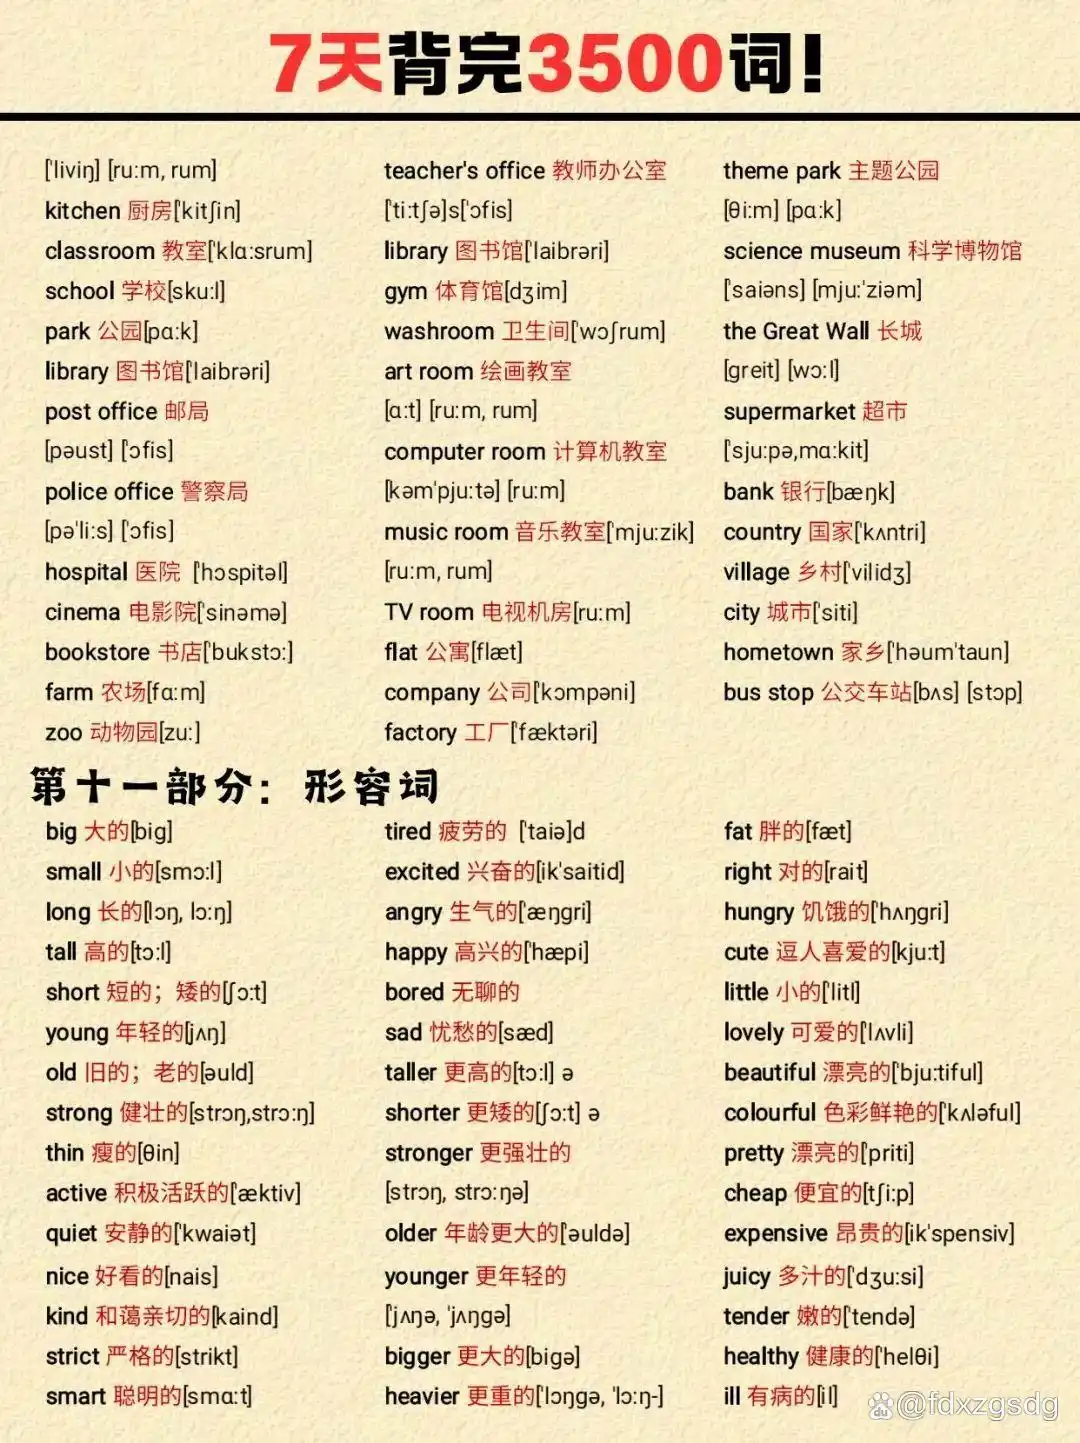 7天背完3500词!
['liviŋ] [ru:m, rum]
kitchen 厨房['kitʃin]
classroom 教室['klɑ:srum]
school 学校[sku:l]
park 公园[pɑ:k]
library 图书馆['laibrəri]
post office 邮局
[pəust] ['ɔfis]
police office 警察局
[pə'li:s] ['ɔfis]
hospital 医院 ['hɔspitəl]
cinema 电影院['sinəmə]
bookstore 书店['bukstɔ:]
farm 农场[fɑ:m]
zoo 动物园[zu:]
teacher's office 教师办公室
['ti:tʃə]s['ɔfis]
library 图书馆['laibrəri]
gym 体育馆[dʒim]
washroom 卫生间['wɔʃrum]
art room 绘画教室
[ɑ:t] [ru:m, rum]
computer room 计算机教室
[kəm'pju:tə] [ru:m]
music room 音乐教室['mju:zik]
[ru:m, rum]
TV room 电视机房[ru:m]
flat 公寓[flæt]
company 公司['kɔmpəni]
factory 工厂['fæktəri]
theme park 主题公园
[θi:m] [pɑ:k]
science museum 科学博物馆
['saiəns] [mju:'ziəm]
the Great Wall 长城
[greit] [wɔ:l]
supermarket 超市
['sju:pə,mɑ:kit]
bank 银行[bæŋk]
country 国家['kʌntri]
village 乡村['vilidʒ]
city 城市['siti]
hometown 家乡['həum'taun]
bus stop 公交车站[bʌs] [stɔp]
第十一部分：形容词
big 大的[big]
small 小的[smɔ:l]
long 长的[lɔŋ, lɔ:ŋ]
tall 高的[tɔ:l]
short 短的；矮的[ʃɔ:t]
young 年轻的[jʌŋ]
old 旧的；老的[əuld]
strong 健壮的[strɔŋ,strɔ:ŋ]
thin 瘦的[θin]
active 积极活跃的['æktiv]
quiet 安静的['kwaiət]
nice 好看的[nais]
kind 和蔼亲切的[kaind]
strict 严格的[strikt]
smart 聪明的[smɑ:t]
tired 疲劳的 ['taiə]d
excited 兴奋的[ik'saitid]
angry 生气的['æŋgri]
happy 高兴的['hæpi]
bored 无聊的
sad 忧愁的[sæd]
taller 更高的[tɔ:l] ə
shorter 更矮的[ʃɔ:t] ə
stronger 更强壮的
[strɔŋ, strɔ:ŋə]
older 年龄更大的['əuldə]
younger 更年轻的
['jʌŋə, 'jʌŋgə]
bigger 更大的[bigə]
heavier 更重的['lɔŋgə, 'lɔ:ŋ-]
fat 胖的[fæt]
right 对的[rait]
hungry 饥饿的['hʌŋgri]
cute 逗人喜爱的[kju:t]
little 小的['litl]
lovely 可爱的['lʌvli]
beautiful 漂亮的['bju:tiful]
colourful 色彩鲜艳的['kʌləful]
pretty 漂亮的['priti]
cheap 便宜的[tʃi:p]
expensive 昂贵的[ik'spensiv]
juicy 多汁的['dʒu:si]
tender 嫩的['tendə]
healthy 健康的['helθi]
ill 有病的[il]
du @fdxzgsdg